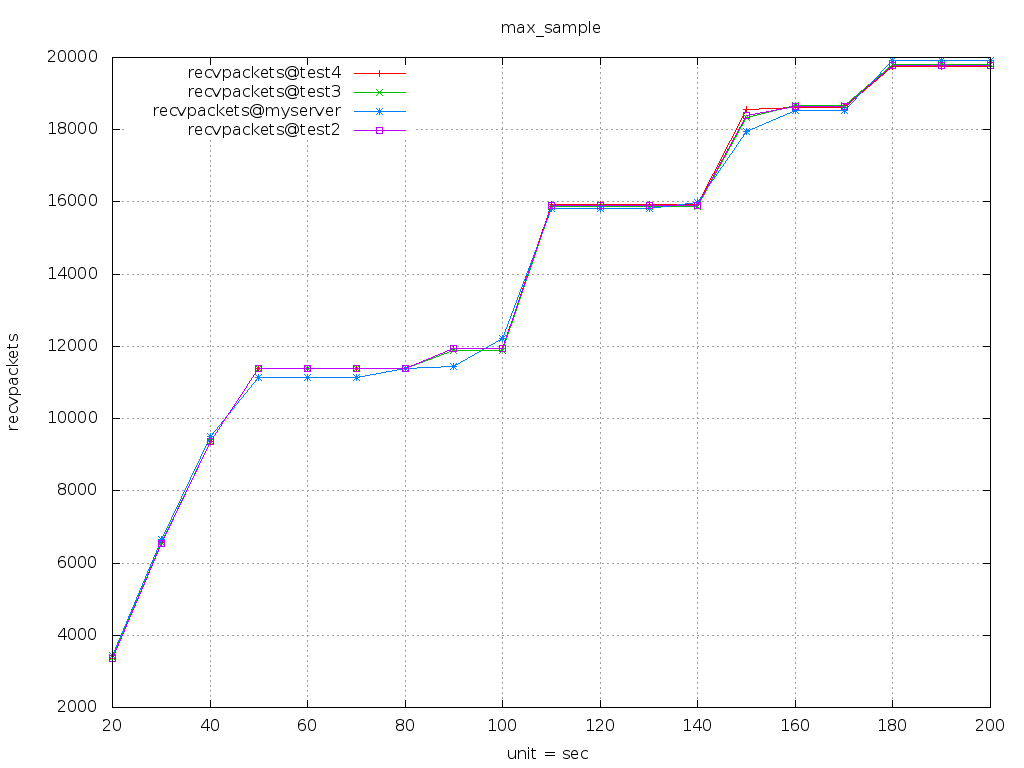 max_sample
recvpackets@test4
recvpackets@test3
recvpackets@myserver
recvpackets@test2
20000
18000
16000
14000
12000
10000
8000
6000
4000
2000
recvpackets
20 40 60 80 100 120 140 160 180 200
unit = sec